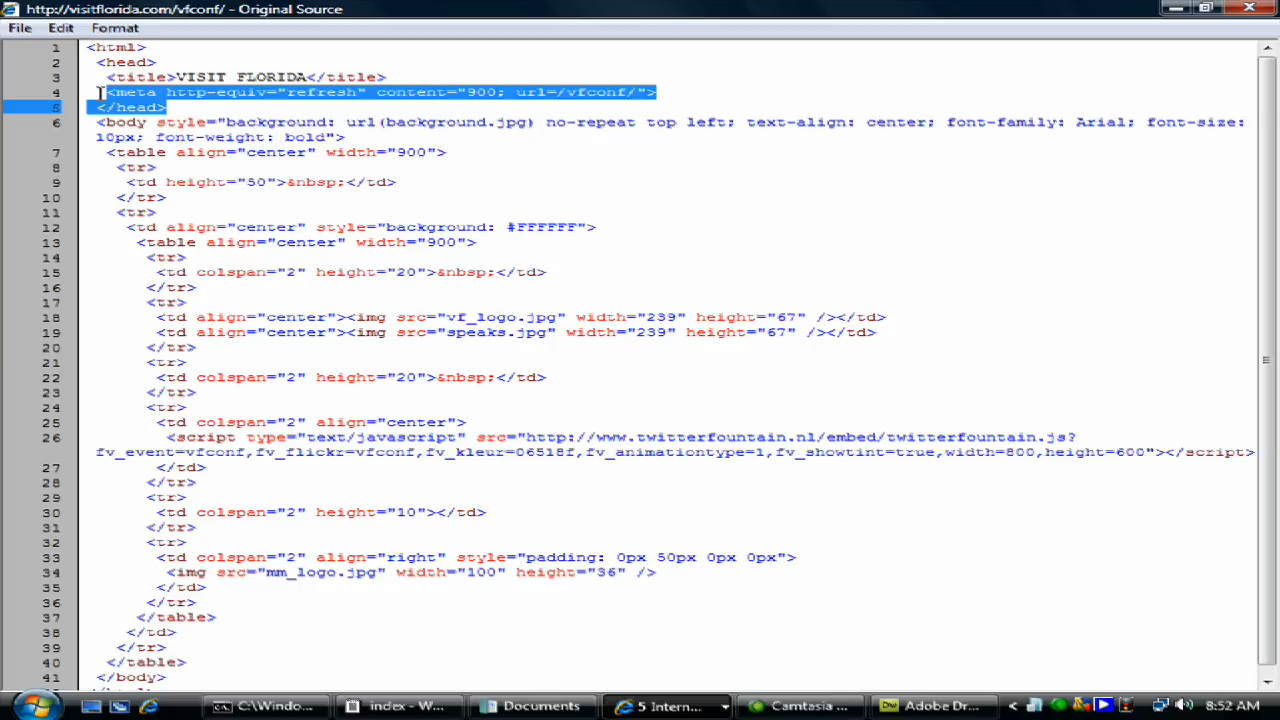 http://visitflorida.com/vfconf/ - Original Source
File Edit Format
1 <html>
2 <head>
3 <title>VISIT FLORIDA</title>
4 <meta http-equiv="refresh" content="900; url=/vfconf/">
5 </head>
6 <body style="background: url(background.jpg) no-repeat top left; text-align: center; font-family: Arial; font-size:
10px; font-weight: bold">
7 <table align="center" width="900">
8 <tr>
9 <td height="50">&nbsp;</td>
10 </tr>
11 <tr>
12 <td align="center" style="background: #FFFFFF">
13 <table align="center" width="900">
14 <tr>
15 <td colspan="2" height="20">&nbsp;</td>
16 </tr>
17 <tr>
18 <td align="center"><img src="vf_logo.jpg" width="239" height="67" /></td>
19 <td align="center"><img src="speaks.jpg" width="239" height="67" /></td>
20 </tr>
21 <tr>
22 <td colspan="2" height="20">&nbsp;</td>
23 </tr>
24 <tr>
25 <td colspan="2" align="center">
26 <script type="text/javascript" src="http://www.twitterfountain.nl/embed/twitterfountain.js?
fv_event=vfconf,fv_flickr=vfconf,fv_kleur=06518f,fv_animationtype=1,fv_showtint=true,width=800,height=600"></script>
27 </td>
28 </tr>
29 <tr>
30 <td colspan="2" height="10"></td>
31 </tr>
32 <tr>
33 <td colspan="2" align="right" style="padding: 0px 50px 0px 0px">
34 <img src="mm_logo.jpg" width="100" height="36" />
35 </td>
36 </tr>
37 </table>
38 </td>
39 </tr>
40 </table>
41 </body>
C:\Windo... index - W... Documents 5 Intern... Camtasia ... Adobe Dr... 8:52 AM